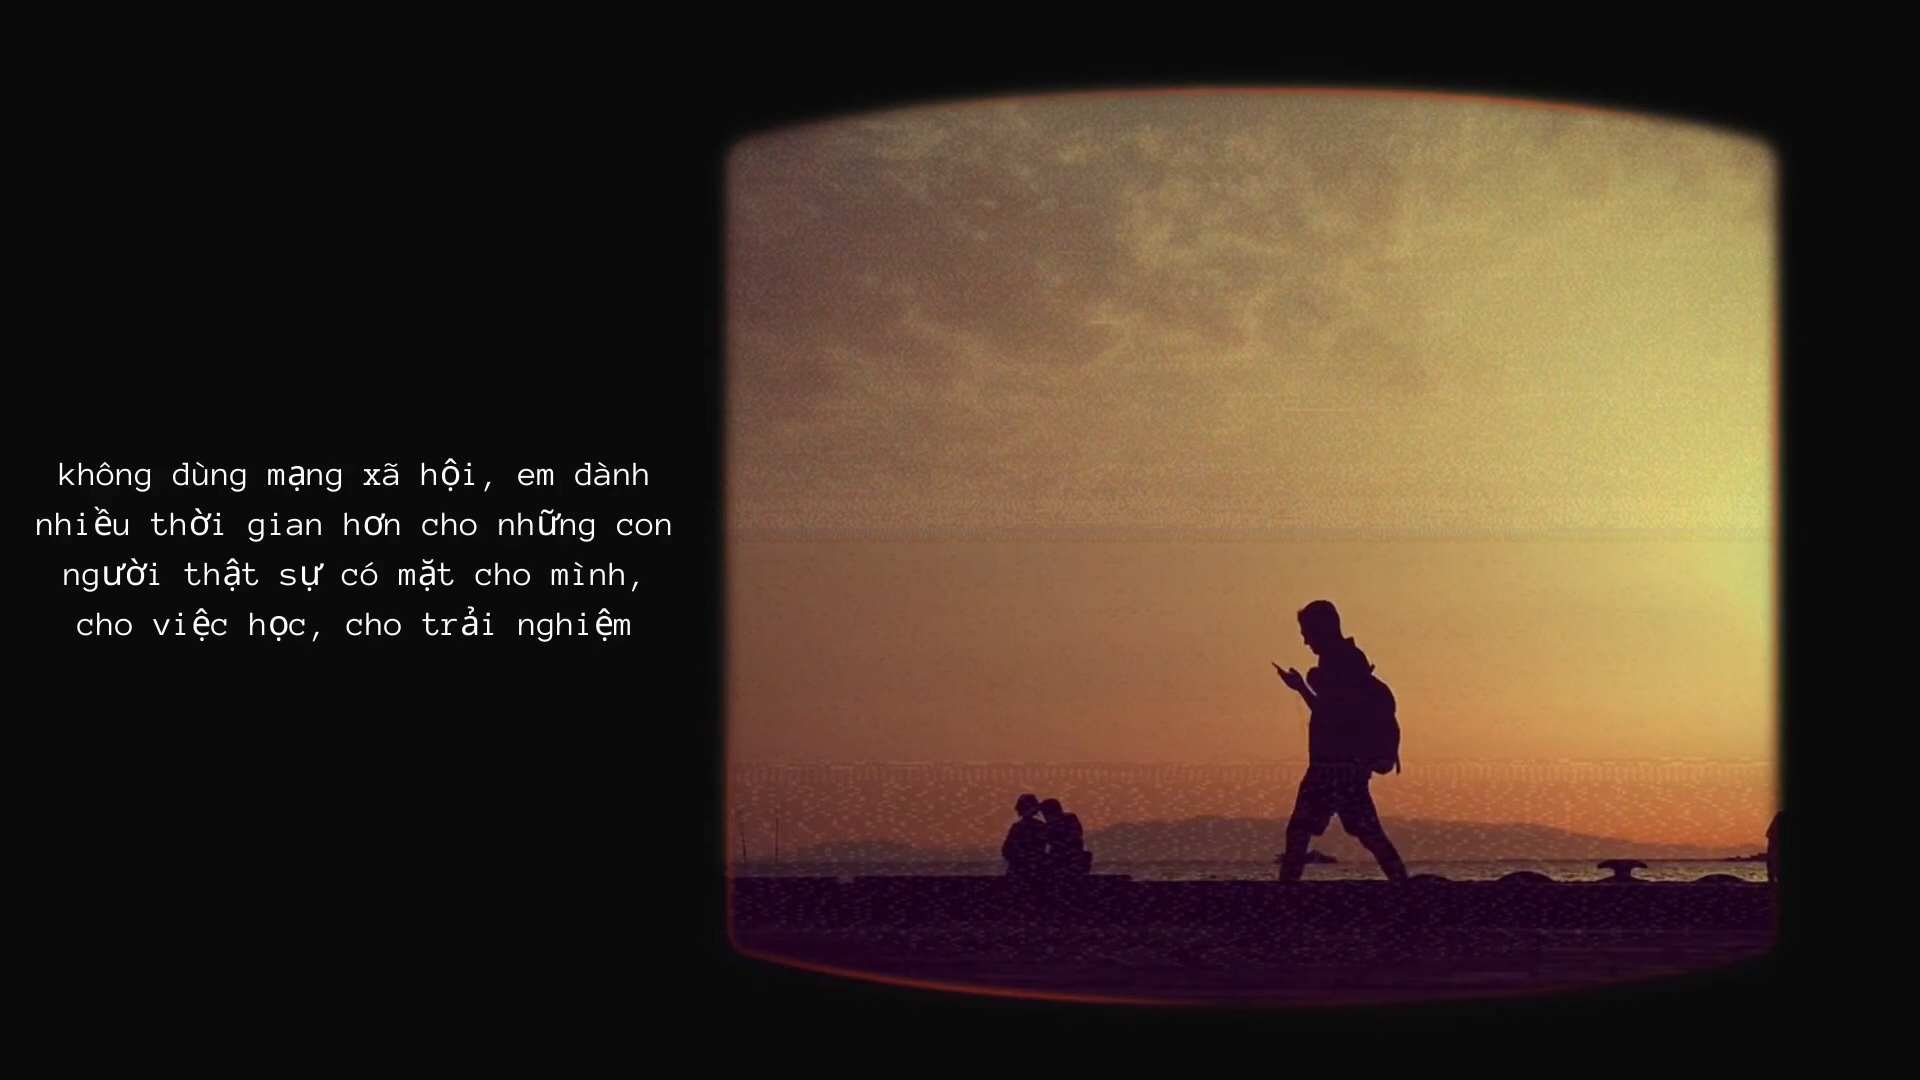 không dùng mạng xã hội, em dành
nhiều thời gian hơn cho những con
người thật sự có mặt cho mình,
cho việc học, cho trải nghiệm